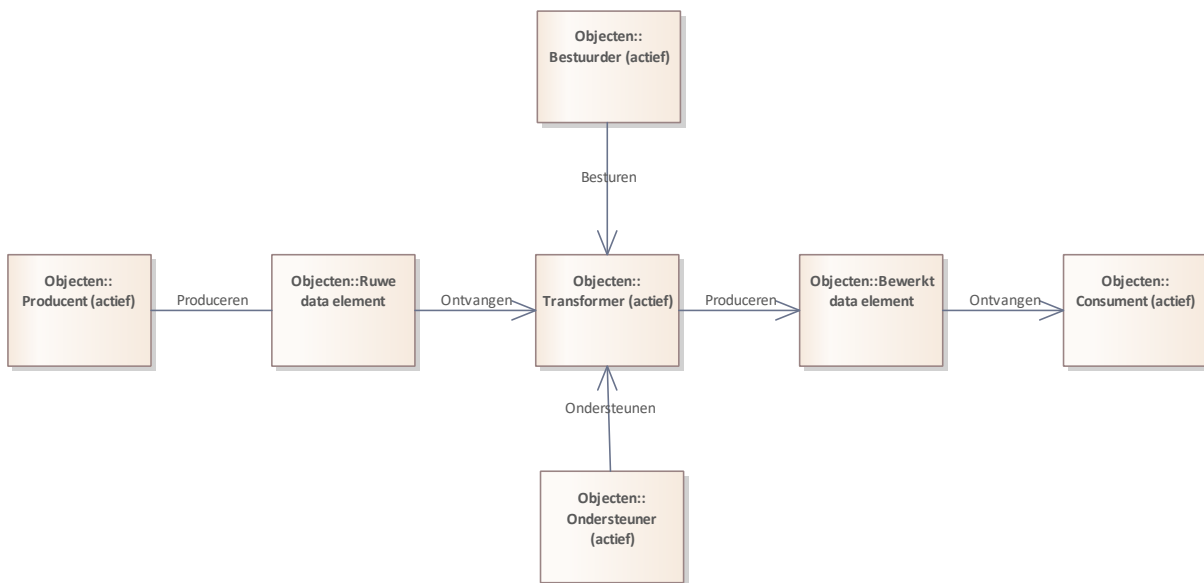 Objecten::
Bestuurder (actief)
Besturen
Objecten::
Producent (actief)
Produceren
Objecten::Ruwe
data element
Ontvangen
Objecten::
Transformer (actief)
Produceren
Objecten::Bewerkt
data element
Ontvangen
Objecten::
Consument (actief)
Ondersteunen
Objecten::
Ondersteuner
(actief)